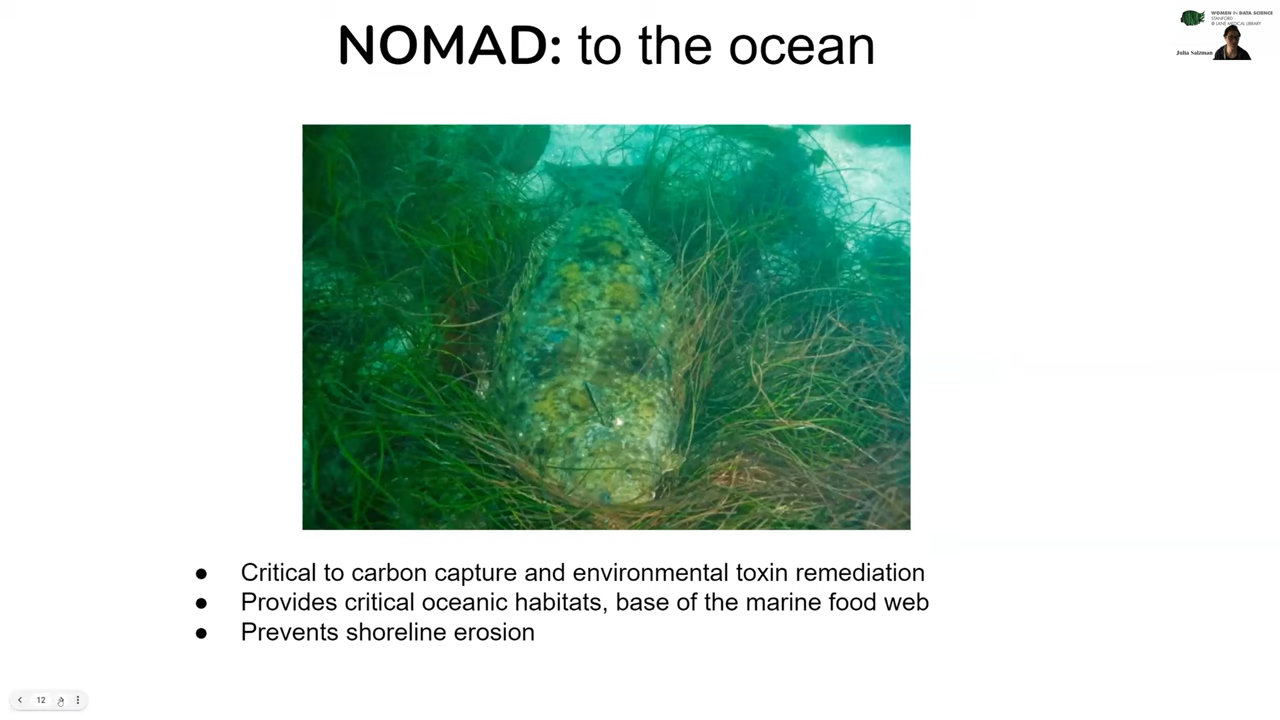 NOMAD: to the ocean
WOMEN IN DATA SCIENCE
STANFORD
@ LANE MEDICAL LIBRARY
Julia Salzman
● Critical to carbon capture and environmental toxin remediation
● Provides critical oceanic habitats, base of the marine food web
● Prevents shoreline erosion
12